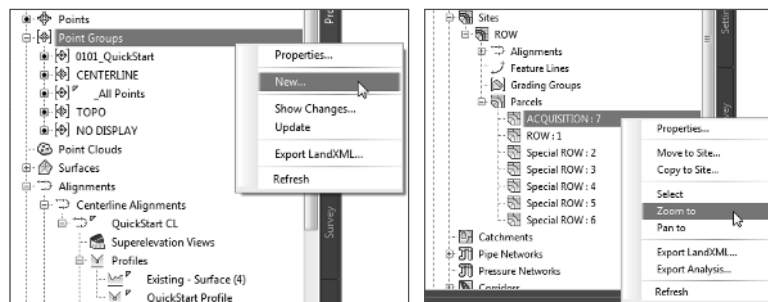 Points
Point Groups
0101_QuickStart
CENTERLINE
_All Points
TOPO
NO DISPLAY
Point Clouds
Surfaces
Alignments
Centerline Alignments
QuickStart CL
Superelevation Views
Profiles
Existing - Surface (4)
QuickStart Profile
Properties...
New...
Show Changes...
Update
Export LandXML...
Refresh
Survey
Sites
ROW
Alignments
Feature Lines
Grading Groups
Parcels
ACQUISITION : 7
ROW : 1
Special ROW : 2
Special ROW : 3
Special ROW : 4
Special ROW : 5
Special ROW : 6
Catchments
Pipe Networks
Pressure Networks
Corridors
Properties...
Move to Site...
Copy to Site...
Select
Zoom to
Pan to
Export LandXML...
Export Analysis...
Refresh